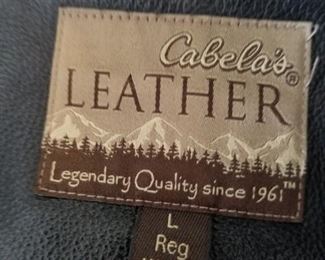 Cabela's®
LEATHER
Legendary Quality since 1961™
L
Reg